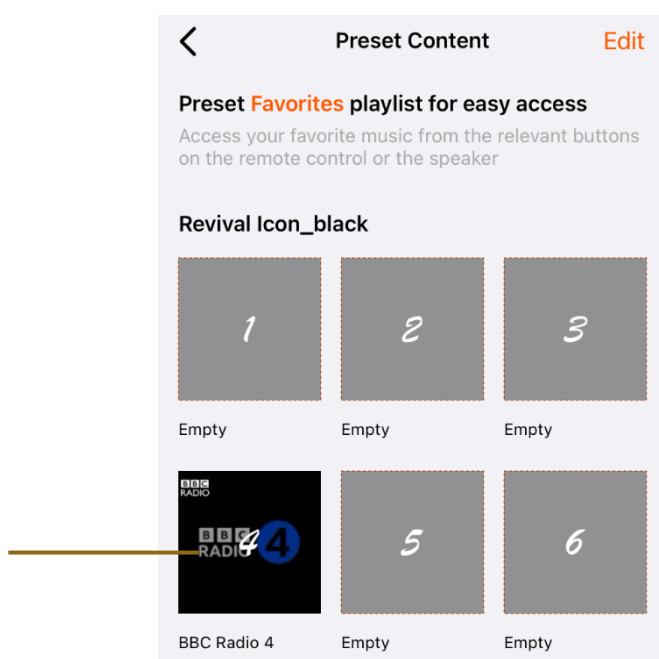 Preset Content Edit
Preset Favorites playlist for easy access
Access your favorite music from the relevant buttons
on the remote control or the speaker
Revival Icon_black
1 2 3
Empty Empty Empty
BBC
RADIO
BBC
RADIO 4
4 5 6
BBC Radio 4 Empty Empty